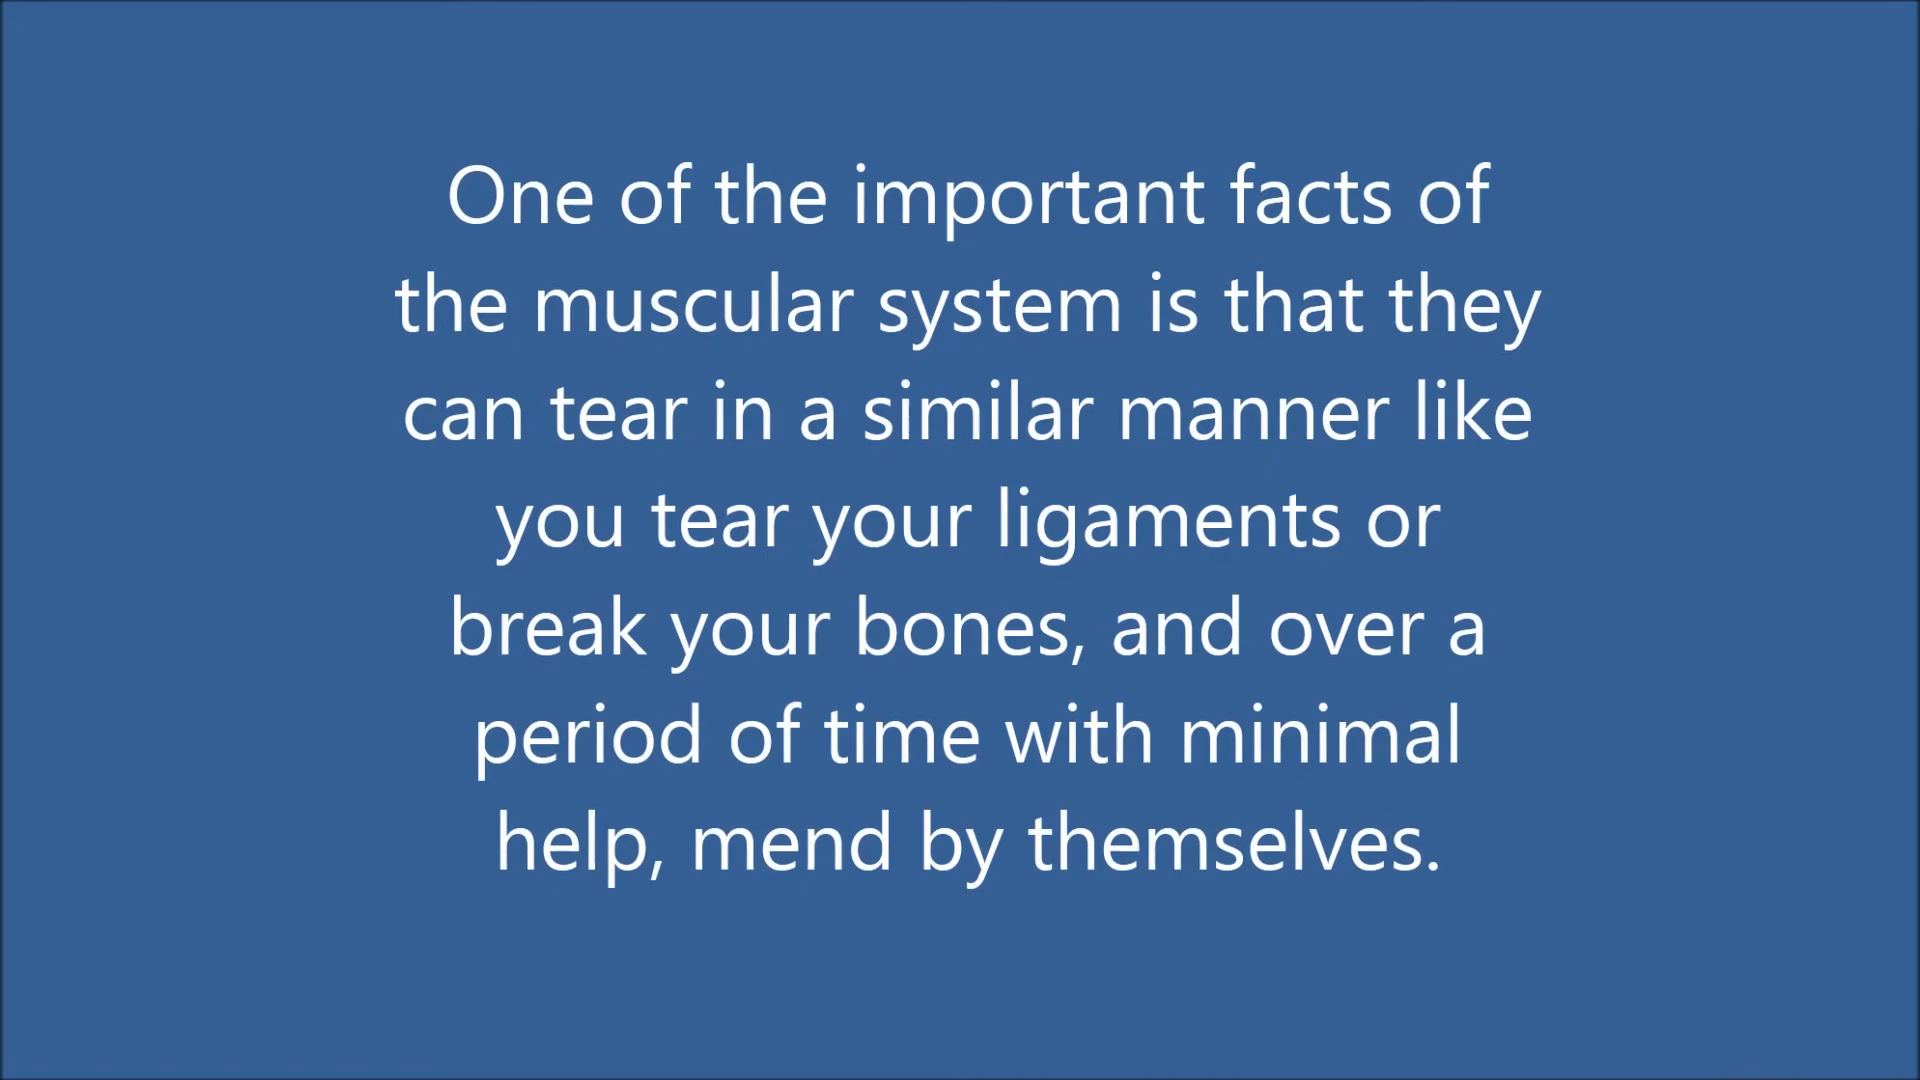 One of the important facts of
the muscular system is that they
can tear in a similar manner like
you tear your ligaments or
break your bones, and over a
period of time with minimal
help, mend by themselves.